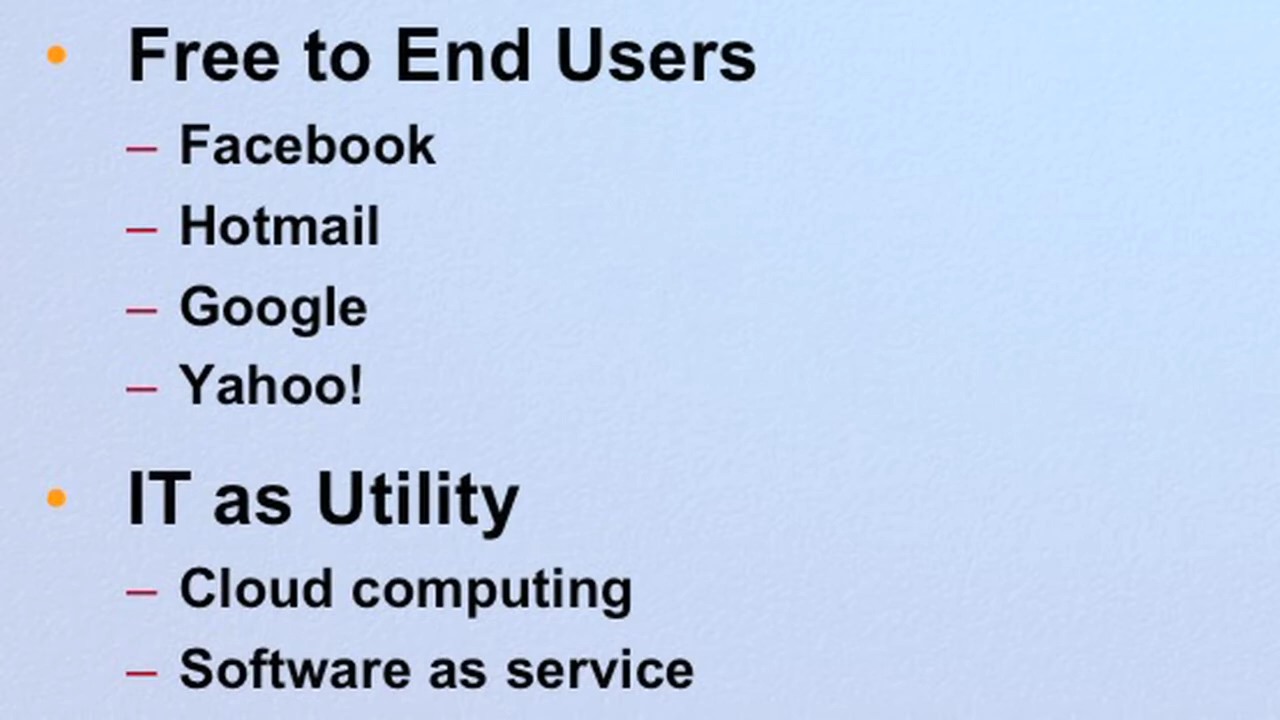 • Free to End Users
– Facebook
– Hotmail
– Google
– Yahoo!
• IT as Utility
– Cloud computing
– Software as service